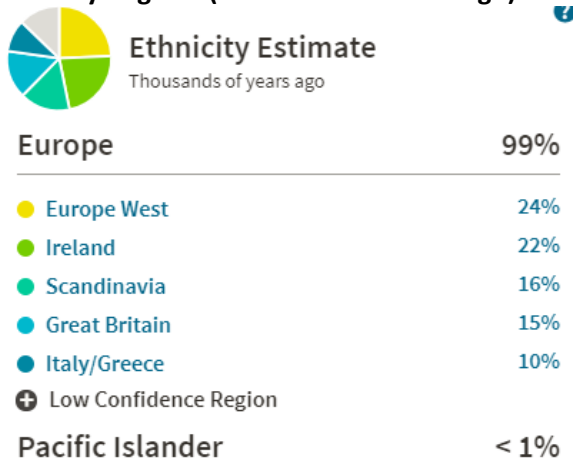 ?
Ethnicity Estimate
Thousands of years ago
Europe 99%
Europe West 24%
Ireland 22%
Scandinavia 16%
Great Britain 15%
Italy/Greece 10%
Low Confidence Region
Pacific Islander < 1%